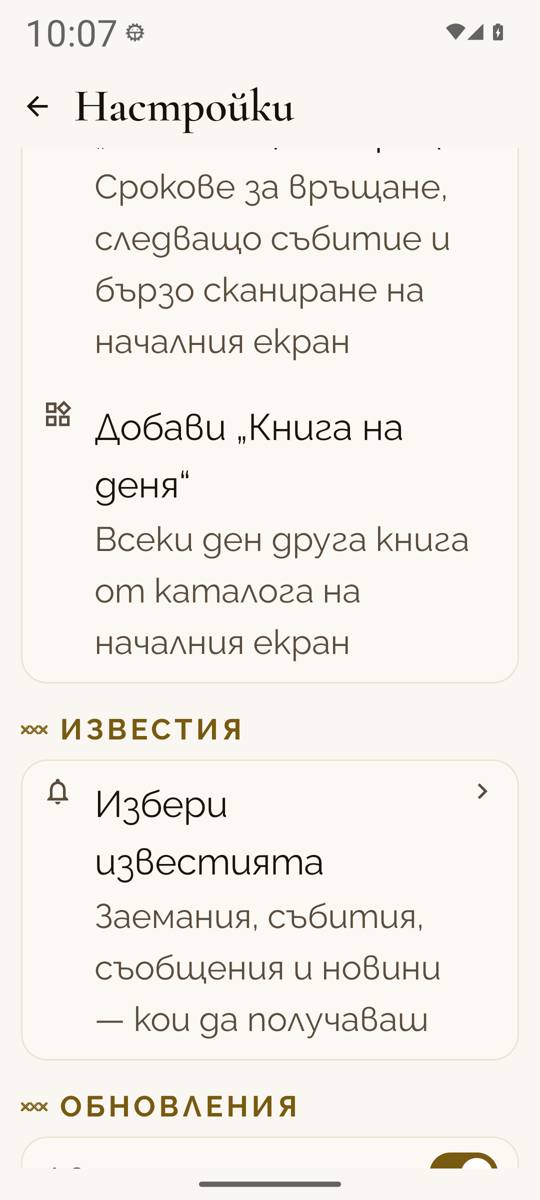 10:07
Настройки
Срокове за връщане,
следващо събитие и
бързо сканиране на
началния екран
Добави „Книга на
деня“
Всеки ден друга книга
от каталога на
началния екран
ИЗВЕСТИЯ
Избери
известията
Заемания, събития,
съобщения и новини
— кои да получаваш
ОБНОВЛЕНИЯ